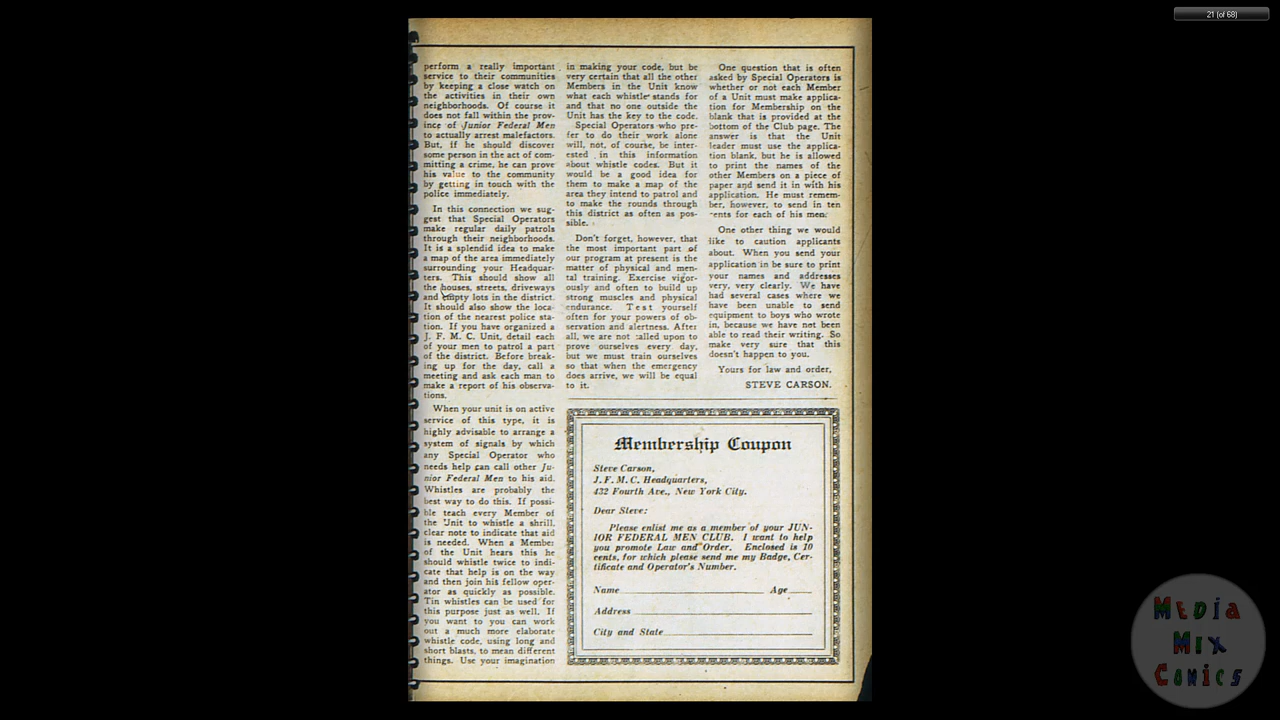 21 (of 68)
perform a really important
service to their communities
by keeping a close watch on
the activities in their own
neighborhoods. Of course it
does not fall within the prov-
ince of Junior Federal Men
to actually arrest malefactors.
But, if he should discover
some person in the act of com-
mitting a crime, he can prove
his value to the community
by getting in touch with the
police immediately.
In this connection we sug-
gest that Special Operators
make regular daily patrols
through their neighborhoods.
It is a splendid idea to make
a map of the area immediately
surrounding your Headquar-
ters. This should show all
the houses, streets, driveways
and empty lots in the district.
It should also show the loca-
tion of the nearest police sta-
tion. If you have organized a
J. F. M. C. Unit, detail each
of your men to patrol a part
of the district. Before break-
ing up for the day, call a
meeting and ask each man to
make a report of his observa-
tions.
When your unit is on active
service of this type, it is
highly advisable to arrange a
system of signals by which
any Special Operator who
needs help can call other Ju-
nior Federal Men to his aid.
Whistles are probably the
best way to do this. If possi-
ble teach every Member of
the Unit to whistle a shrill,
clear note to indicate that aid
is needed. When a Member
of the Unit hears this he
should whistle twice to indi-
cate that help is on the way
and then join his fellow oper-
ator as quickly as possible.
Tin whistles can be used for
this purpose just as well. If
you want to you can work
out a much more elaborate
whistle code, using long and
short blasts, to mean different
things. Use your imagination
in making your code, but be
very certain that all the other
Members in the Unit know
what each whistle stands for
and that no one outside the
Unit has the key to the code.
Special Operators who pre-
fer to do their work alone
will, not, of course, be inter-
ested in this information
about whistle codes. But it
would be a good idea for
them to make a map of the
area they intend to patrol and
to make the rounds through
this district as often as pos-
sible.
Don't forget, however, that
the most important part of
our program at present is the
matter of physical and men-
tal training. Exercise vigor-
ously and often to build up
strong muscles and physical
endurance. Test yourself
often for your powers of ob-
servation and alertness. After
all, we are not called upon to
prove ourselves every day,
but we must train ourselves
so that when the emergency
does arrive, we will be equal
to it.
One question that is often
asked by Special Operators is
whether or not each Member
of a Unit must make applica-
tion for Membership on the
blank that is provided at the
bottom of the Club page. The
answer is that the Unit
leader must use the applica-
tion blank, but he is allowed
to print the names of the
other Members on a piece of
paper and send it in with his
application. He must remem-
ber, however, to send in ten
cents for each of his men.
One other thing we would
like to caution applicants
about. When you send your
application in be sure to print
your names and addresses
very, very clearly. We have
had several cases where we
have been unable to send
equipment to boys who wrote
in, because we have not been
able to read their writing. So
make very sure that this
doesn't happen to you.
Yours for law and order,
STEVE CARSON.
Membership Coupon
Steve Carson,
J. F. M. C. Headquarters,
432 Fourth Ave., New York City.
Dear Steve:
Please enlist me as a member of your JUN-
IOR FEDERAL MEN CLUB. I want to help
you promote Law and Order. Enclosed is 10
cents, for which please send me my Badge, Cer-
tificate and Operator's Number.
Name Age
Address
City and State
MEDIA
MIX
COMICS